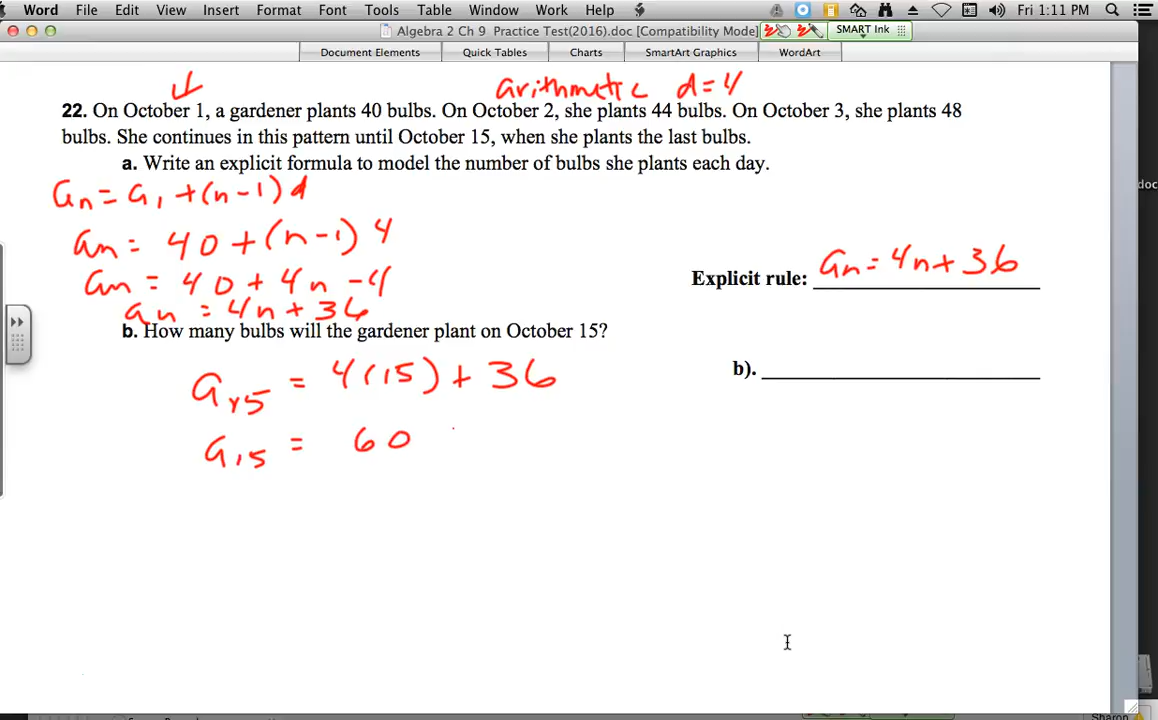 Word File Edit View Insert Format Font Tools Table Window Work Help Fri 1:11 PM
Algebra 2 Ch 9 Practice Test(2016).doc [Compatibility Mode] SMART Ink
Document Elements Quick Tables Charts SmartArt Graphics WordArt
arithmetic d=4
22. On October 1, a gardener plants 40 bulbs. On October 2, she plants 44 bulbs. On October 3, she plants 48
bulbs. She continues in this pattern until October 15, when she plants the last bulbs.
a. Write an explicit formula to model the number of bulbs she plants each day.
an = a1 + (n-1) d
an = 40 + (n-1) 4
an = 40 + 4n - 4
an = 4n + 36
Explicit rule: an = 4n + 36
b. How many bulbs will the gardener plant on October 15?
a15 = 4(15) + 36
b). 
a15 = 60
doc
Sharon